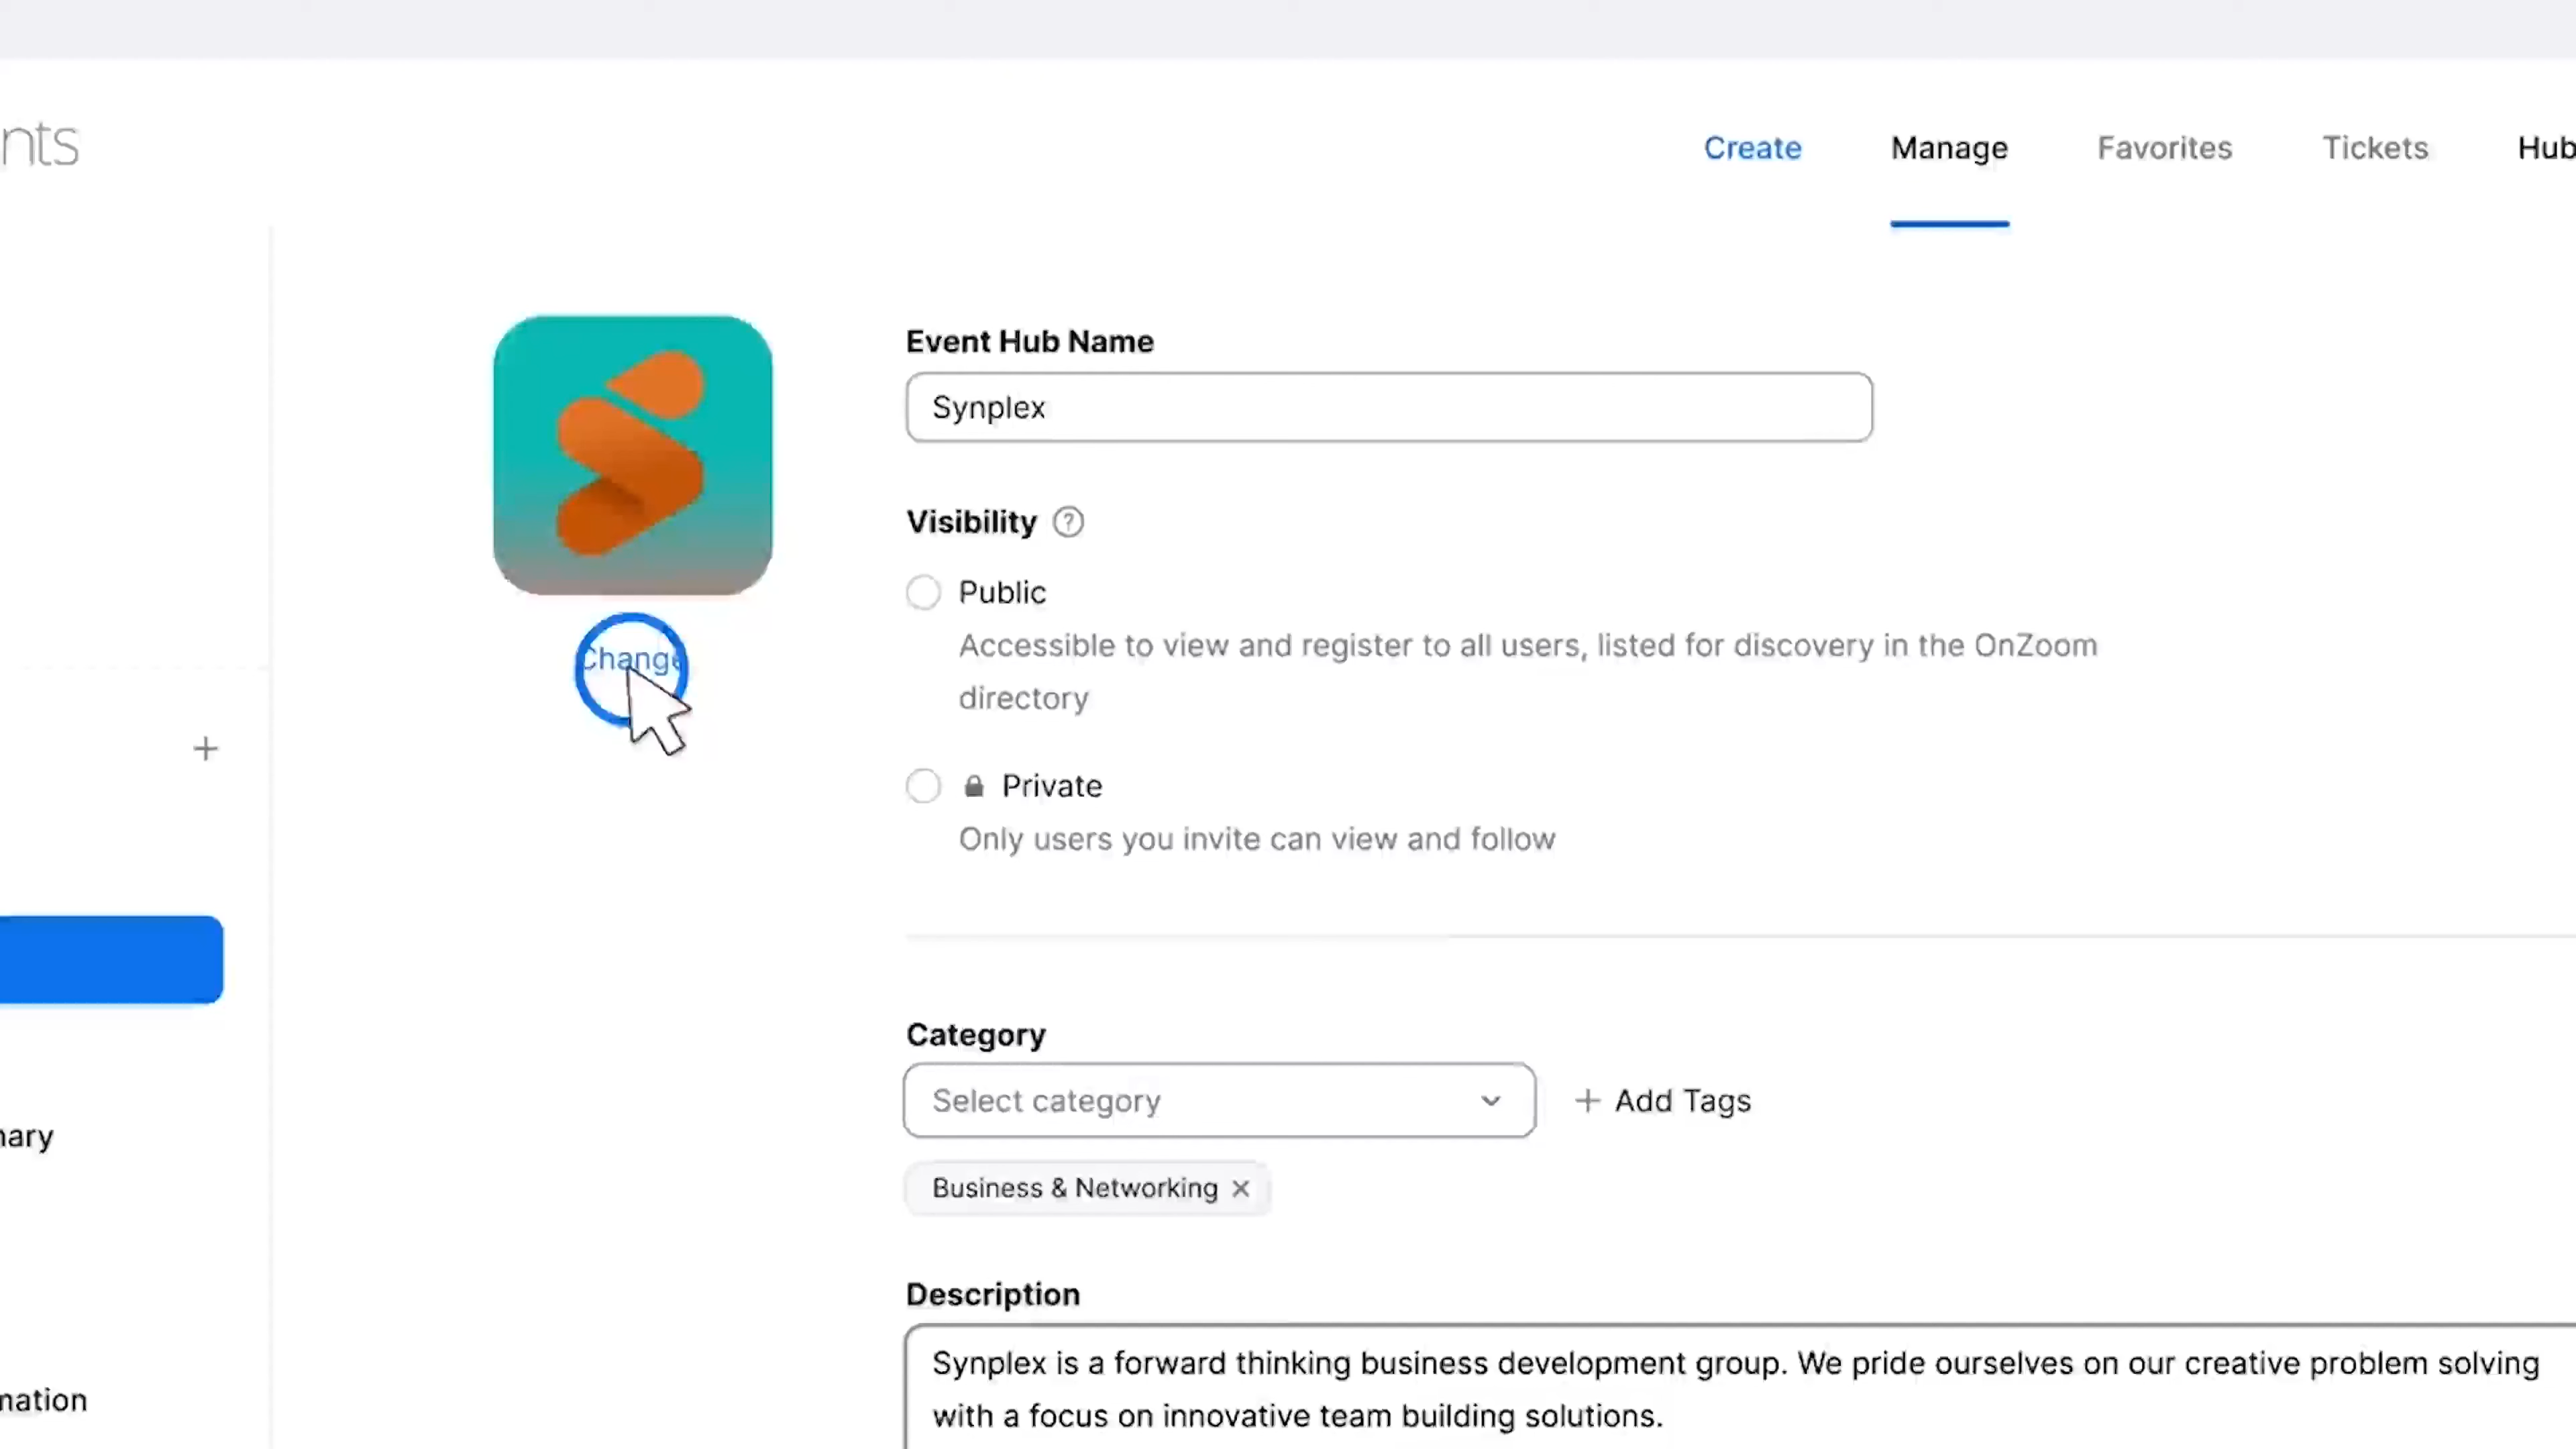 nts
Create
Manage
Favorites
Tickets
Hub
Event Hub Name
Synplex
Visibility ?
Public
Accessible to view and register to all users, listed for discovery in the OnZoom
directory
Change
Private
Only users you invite can view and follow
Category
Select category
+ Add Tags
nary
Business & Networking ×
Description
Synplex is a forward thinking business development group. We pride ourselves on our creative problem solving
nation
with a focus on innovative team building solutions.